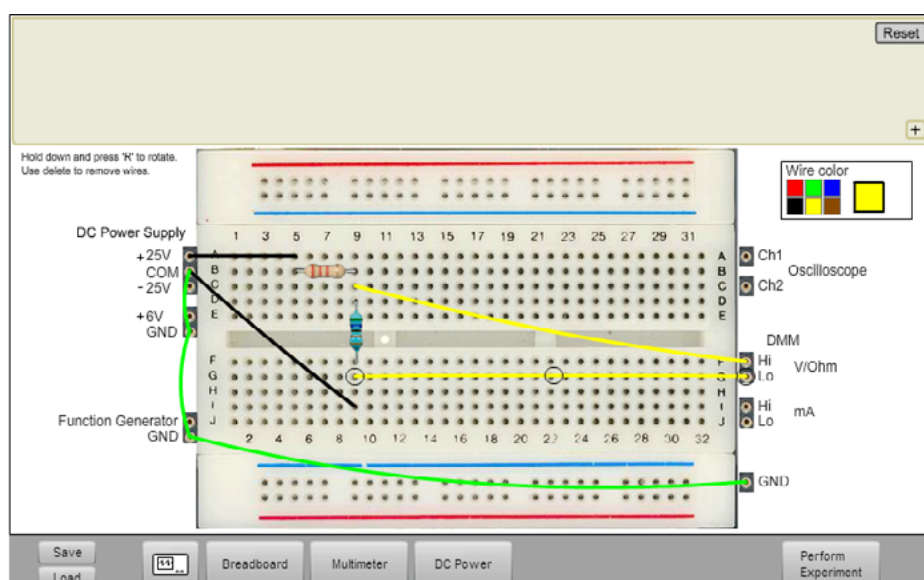 Reset
+
Hold down and press 'R' to rotate.
Use delete to remove wires.
Wire color
DC Power Supply
+25V
COM
-25V
+6V
GND
Function Generator
GND
1 3 5 7 9 11 13 15 17 19 21 23 25 27 29 31
A
B
C
D
E
F
G
H
I
J
A
B
C
D
E
F
G
H
I
J
2 4 6 8 10 12 14 16 18 20 22 24 26 28 30 32
Ch1
Oscilloscope
Ch2
DMM
Hi
V/Ohm
Lo
Hi
mA
Lo
GND
Save
Load
Breadboard
Multimeter
DC Power
Perform
Experiment